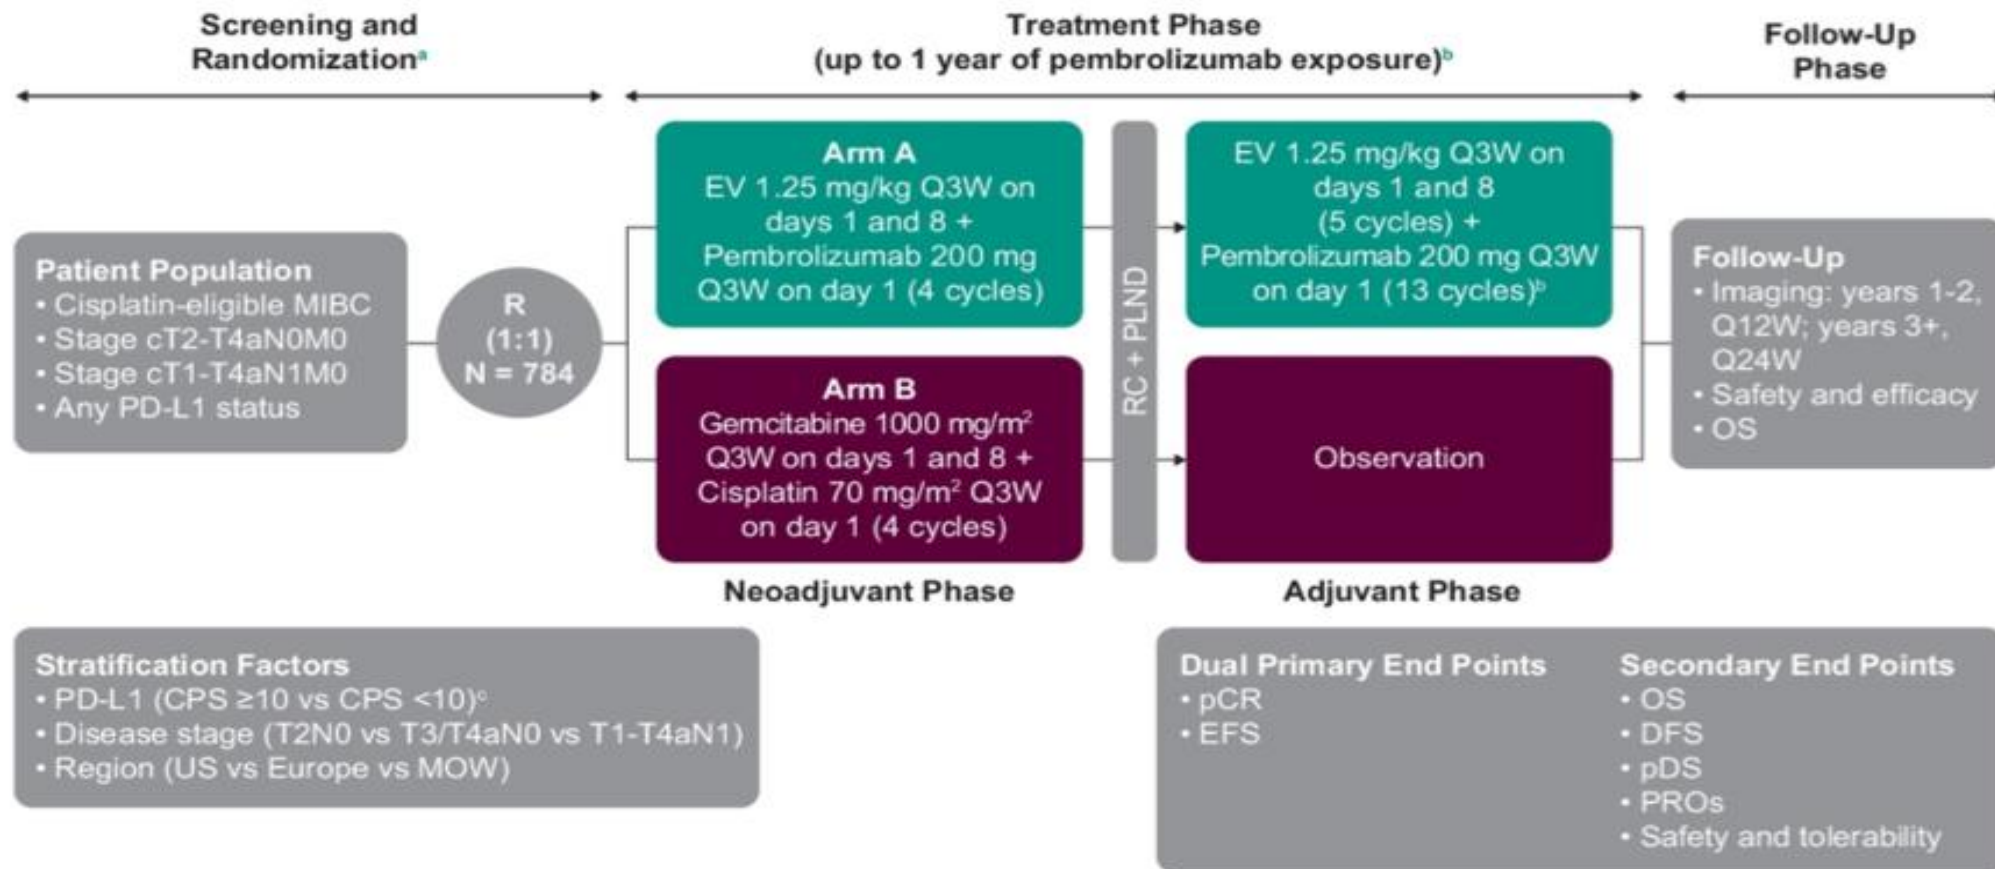 Screening and
Randomizationᵃ
Treatment Phase
(up to 1 year of pembrolizumab exposure)ᵇ
Follow-Up
Phase
Patient Population
• Cisplatin-eligible MIBC
• Stage cT2-T4aN0M0
• Stage cT1-T4aN1M0
• Any PD-L1 status
R
(1:1)
N = 784
Arm A
EV 1.25 mg/kg Q3W on
days 1 and 8 +
Pembrolizumab 200 mg
Q3W on day 1 (4 cycles)
Arm B
Gemcitabine 1000 mg/m²
Q3W on days 1 and 8 +
Cisplatin 70 mg/m² Q3W
on day 1 (4 cycles)
RC + PLND
EV 1.25 mg/kg Q3W on
days 1 and 8
(5 cycles) +
Pembrolizumab 200 mg Q3W
on day 1 (13 cycles)ᵇ
Observation
Follow-Up
• Imaging: years 1-2,
Q12W; years 3+,
Q24W
• Safety and efficacy
• OS
Neoadjuvant Phase
Adjuvant Phase
Stratification Factors
• PD-L1 (CPS ≥10 vs CPS <10)ᶜ
• Disease stage (T2N0 vs T3/T4aN0 vs T1-T4aN1)
• Region (US vs Europe vs MOW)
Dual Primary End Points
• pCR
• EFS
Secondary End Points
• OS
• DFS
• pDS
• PROs
• Safety and tolerability